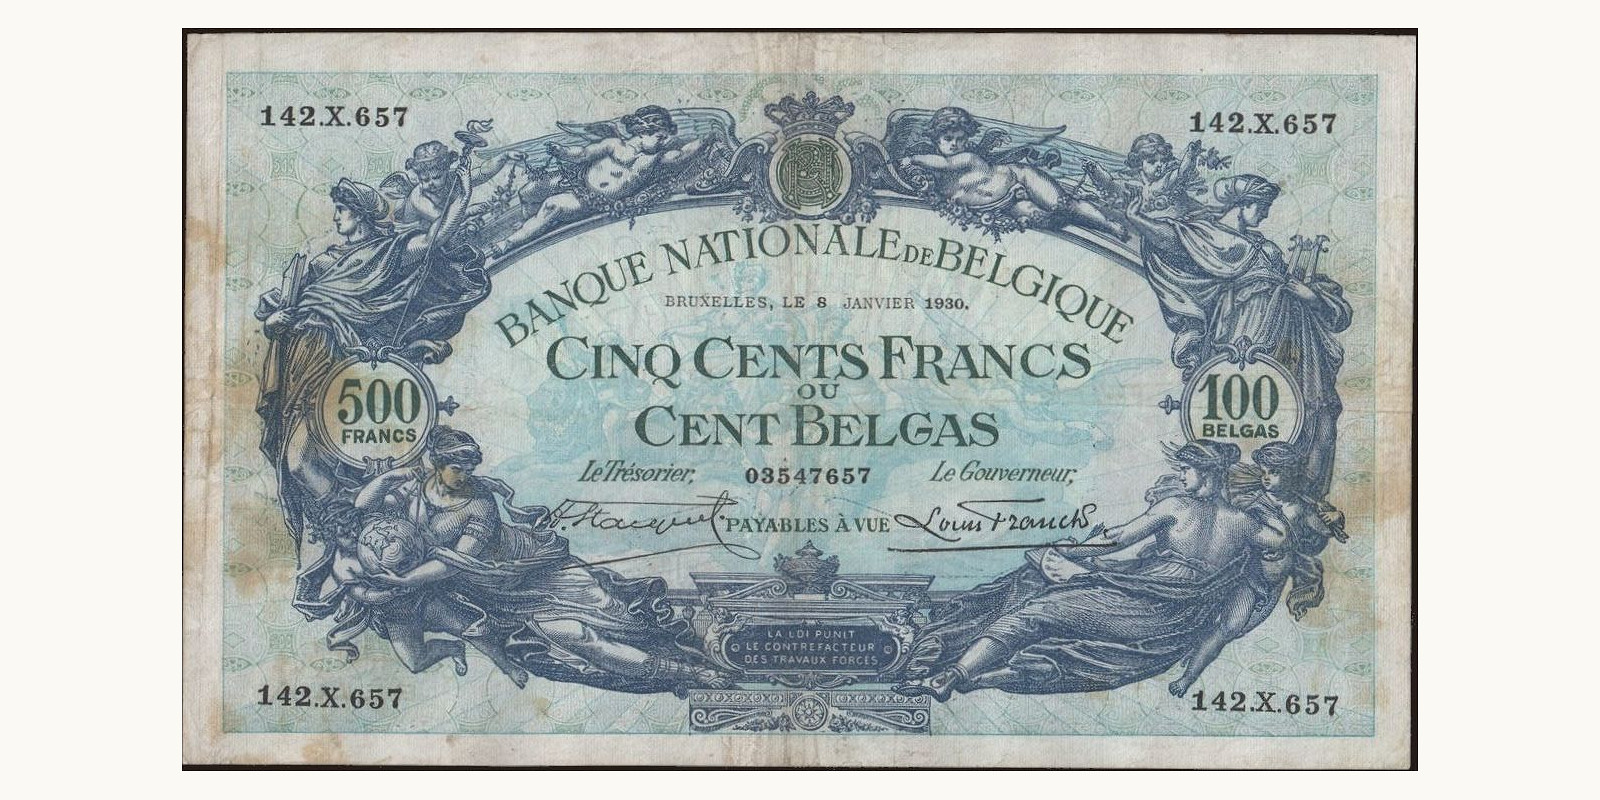 142.X.657
142.X.657
BANQUE NATIONALE DE BELGIQUE
BRUXELLES, LE 8 JANVIER 1930.
CINQ CENTS FRANCS
OU
CENT BELGAS
500
FRANCS
100
BELGAS
Le Trésorier,
03547657
Le Gouverneur,
PAYABLES À VUE
Louis Franck
LA LOI PUNIT
LE CONTREFACTEUR
DES TRAVAUX FORCÉS
142.X.657
142.X.657